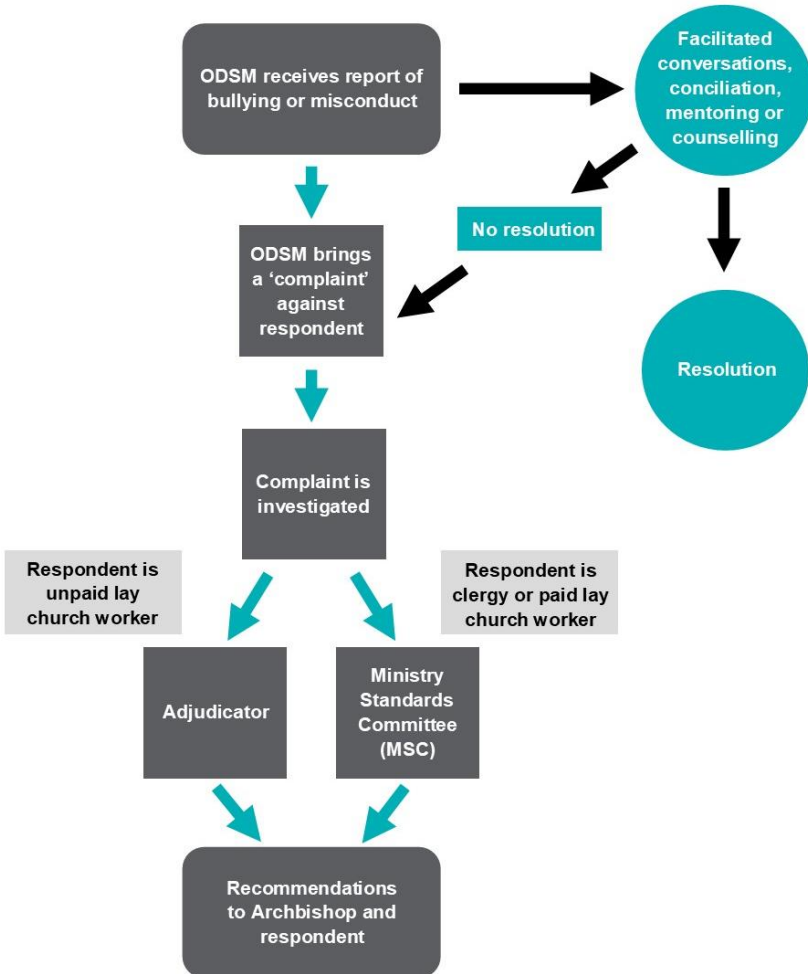 ODSM receives report of
bullying or misconduct
Facilitated
conversations,
conciliation,
mentoring or
counselling
No resolution
ODSM brings
a ‘complaint’
against
respondent
Resolution
Complaint is
investigated
Respondent is
unpaid lay
church worker
Respondent is
clergy or paid lay
church worker
Adjudicator
Ministry
Standards
Committee
(MSC)
Recommendations
to Archbishop and
respondent